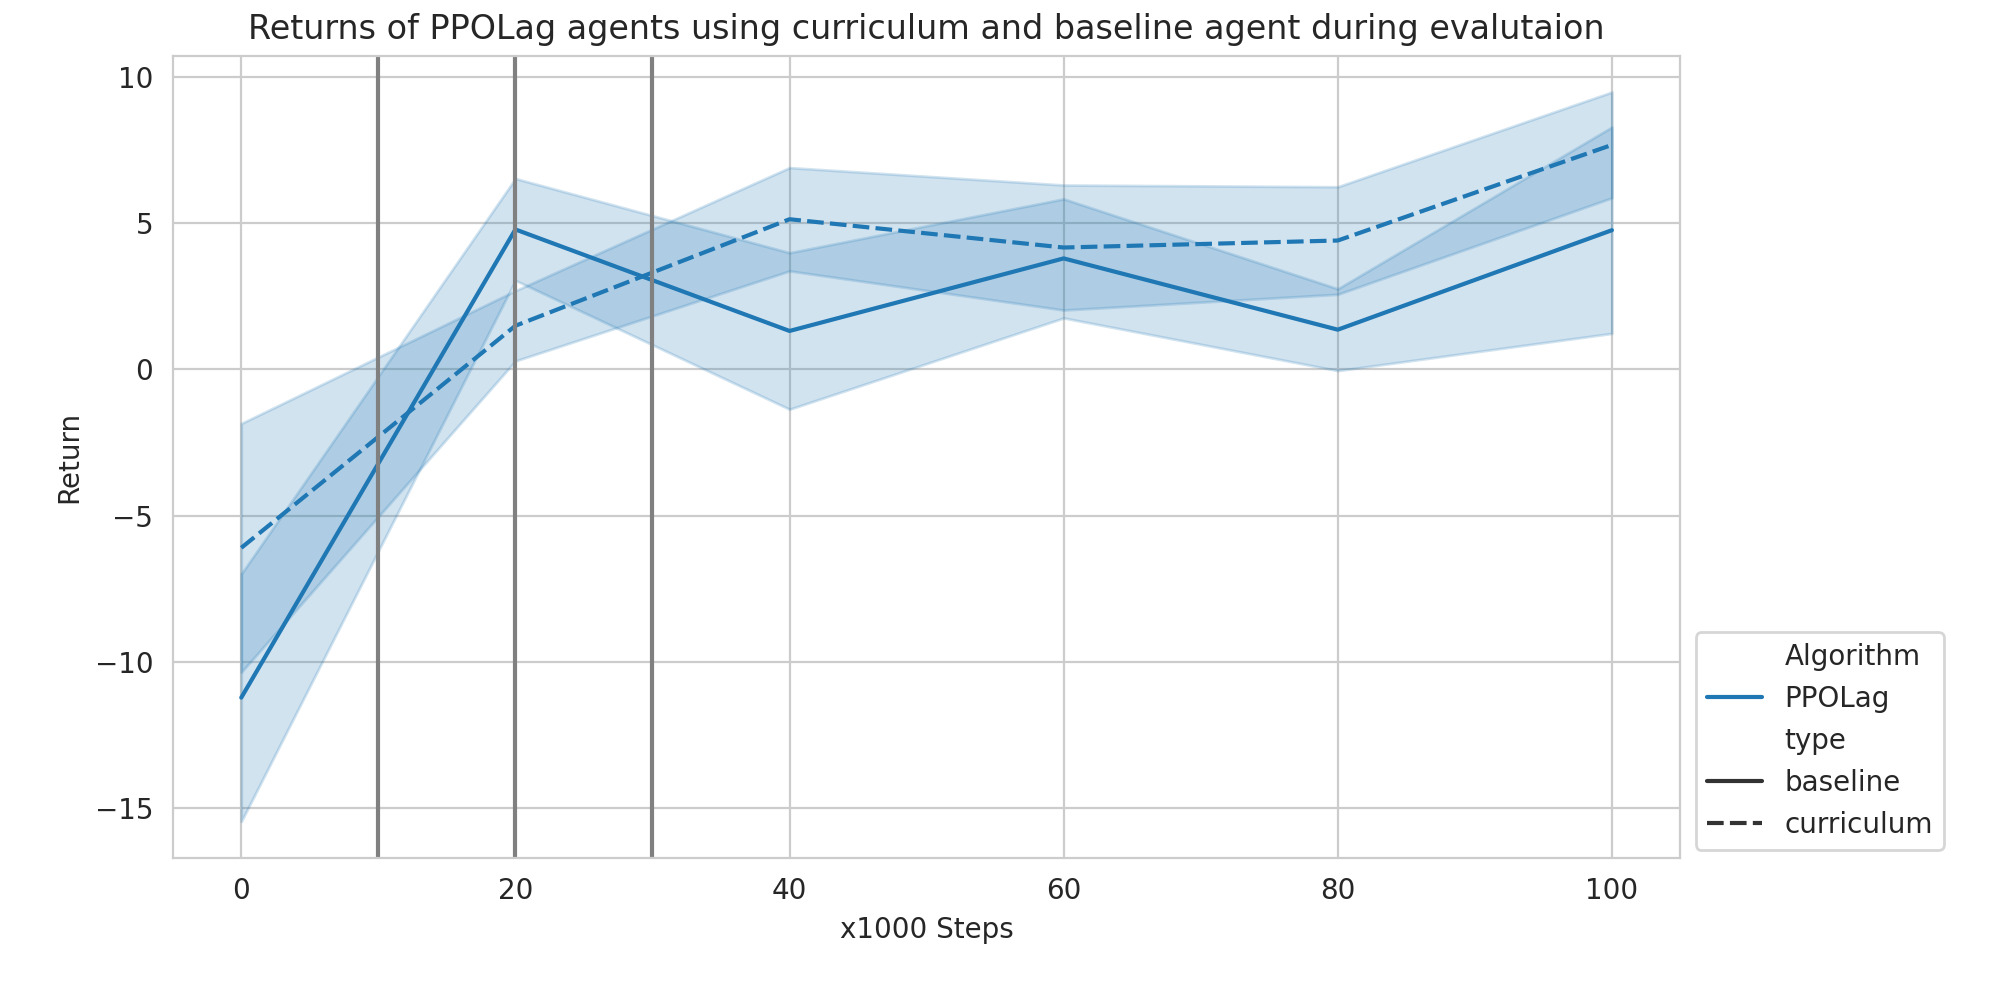 Returns of PPOLag agents using curriculum and baseline agent during evalutaion
10
5
0
−5
−10
−15
Return
0 20 40 60 80 100
x1000 Steps
Algorithm
PPOLag
type
baseline
curriculum